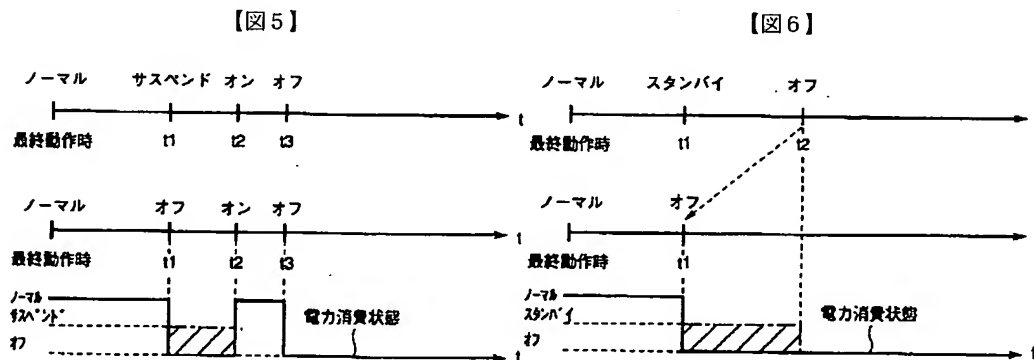 【図5】
ノーマル サスペンド オン オフ
t
最終動作時 t1 t2 t3
ノーマル オフ オン オフ
t
最終動作時 t1 t2 t3
ノーマル
サスペンド
オフ
電力消費状態
t
【図6】
ノーマル スタンバイ オフ
t
最終動作時 t1 t2
ノーマル オフ
t
最終動作時 t1
ノーマル
スタンバイ
オフ
電力消費状態
t